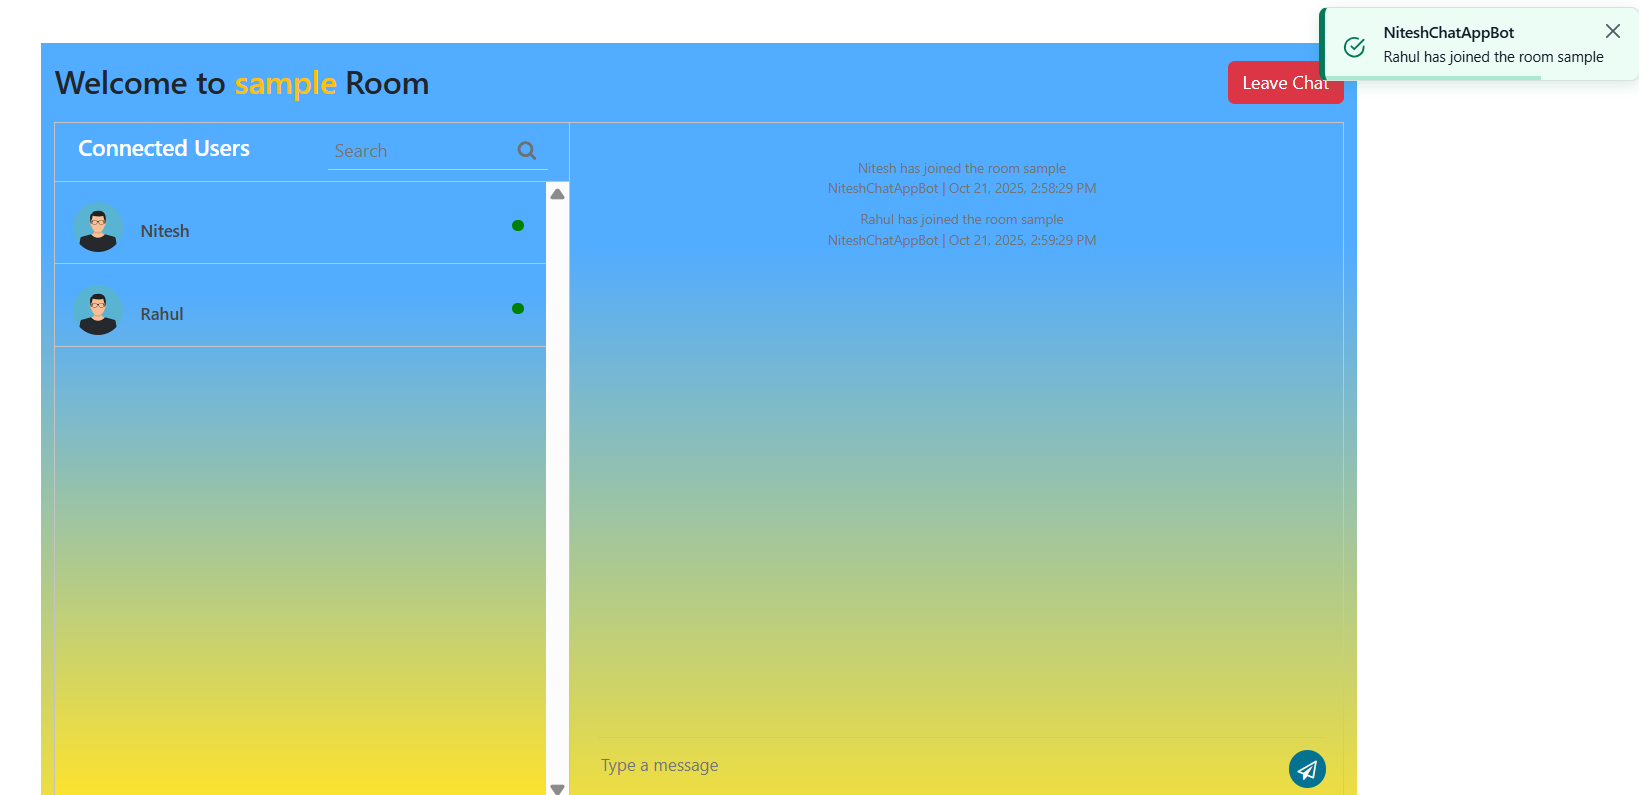 NiteshChatAppBot
Rahul has joined the room sample
Welcome to sample Room
Leave Chat
Connected Users
Search
Nitesh
Rahul
Nitesh has joined the room sample
NiteshChatAppBot | Oct 21, 2025, 2:58:29 PM
Rahul has joined the room sample
NiteshChatAppBot | Oct 21, 2025, 2:59:29 PM
Type a message